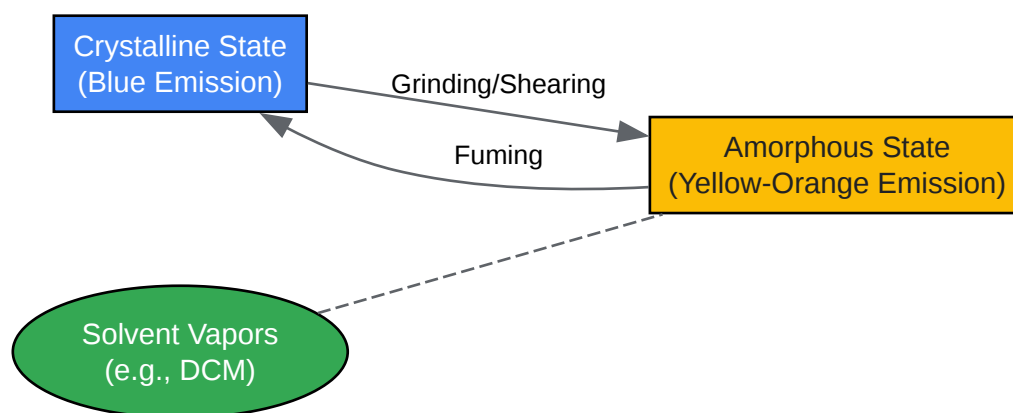 Crystalline State
(Blue Emission)
Grinding/Shearing
Fuming
Amorphous State
(Yellow-Orange Emission)
Solvent Vapors
(e.g., DCM)